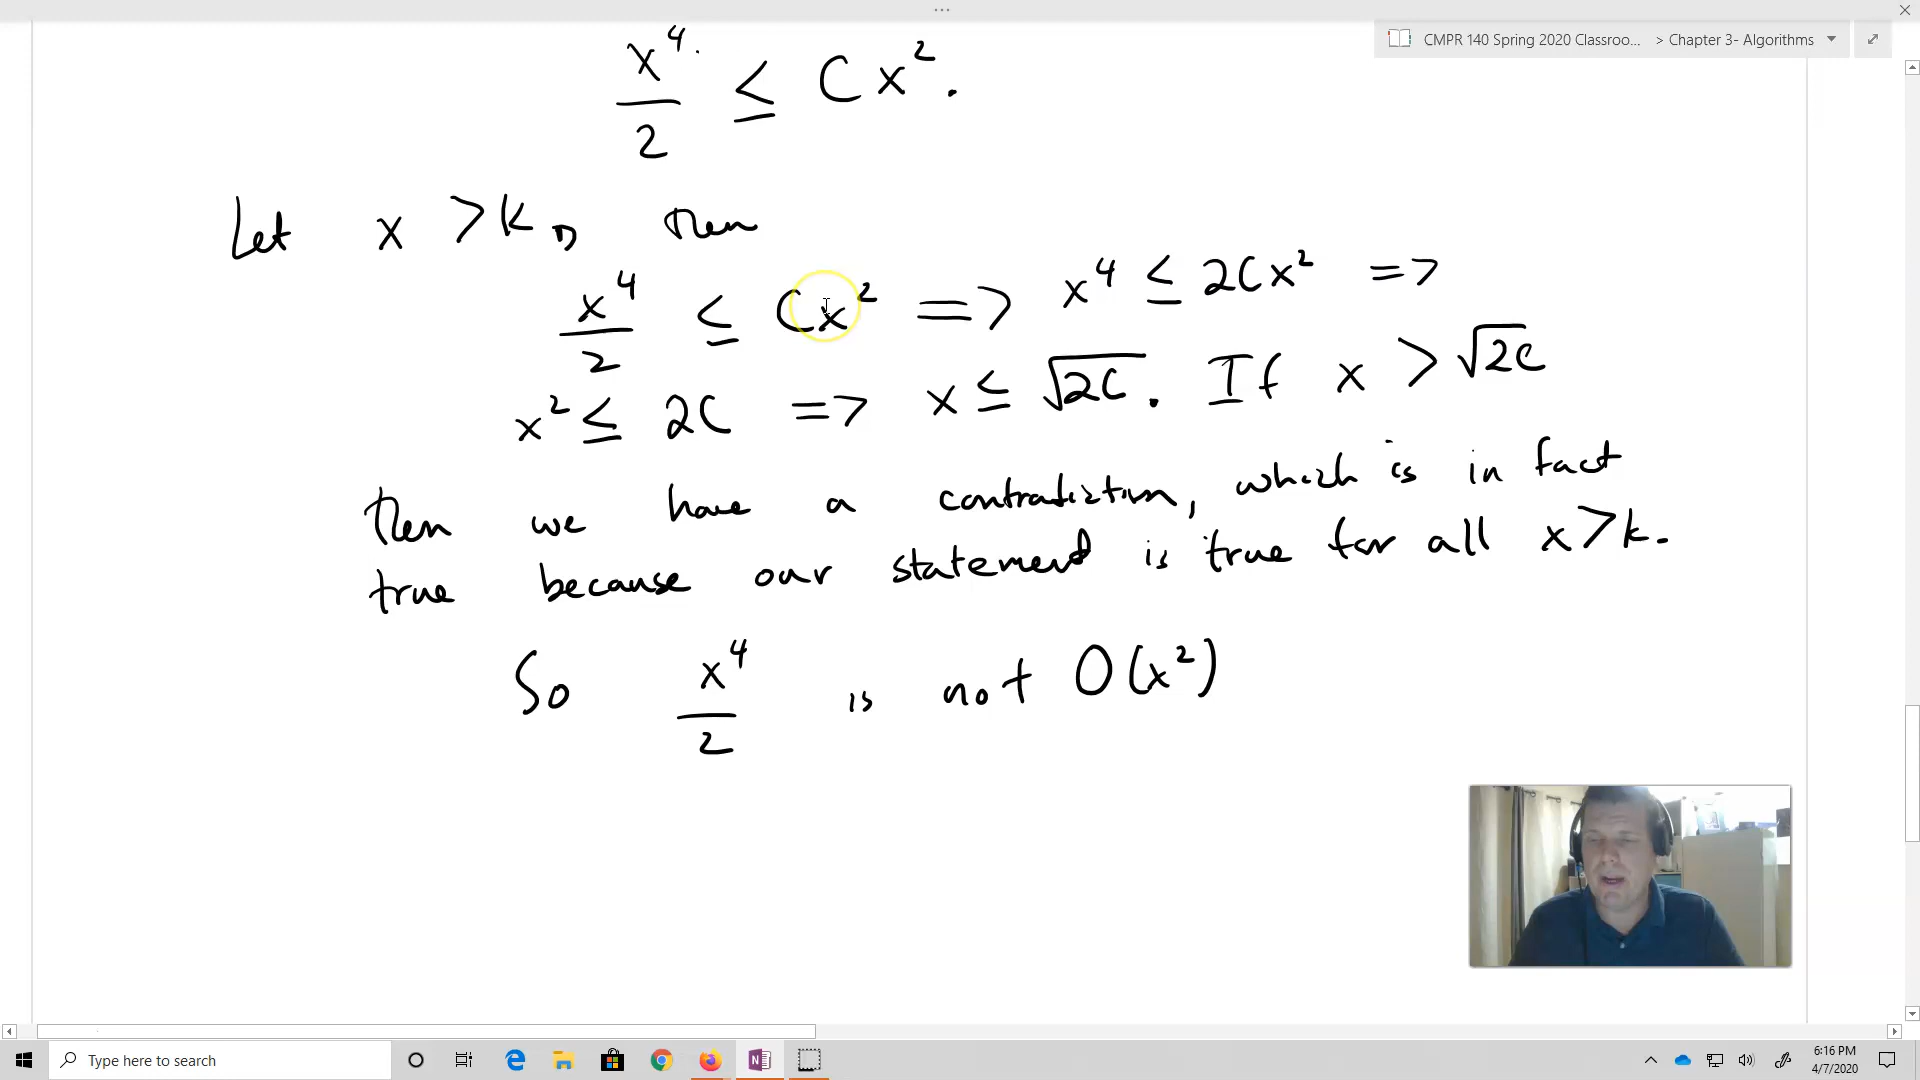 CMPR 140 Spring 2020 Classroo... > Chapter 3- Algorithms
x⁴/2 ≤ Cx².
Let x > k, then
x⁴/2 ≤ Cx² => x⁴ ≤ 2Cx² =>
x² ≤ 2C => x ≤ √2C. If x > √2C
then we have a contradiction, which is in fact
true because our statement is true for all x > k.
So x⁴/2 is not O(x²)
Type here to search
6:16 PM
4/7/2020